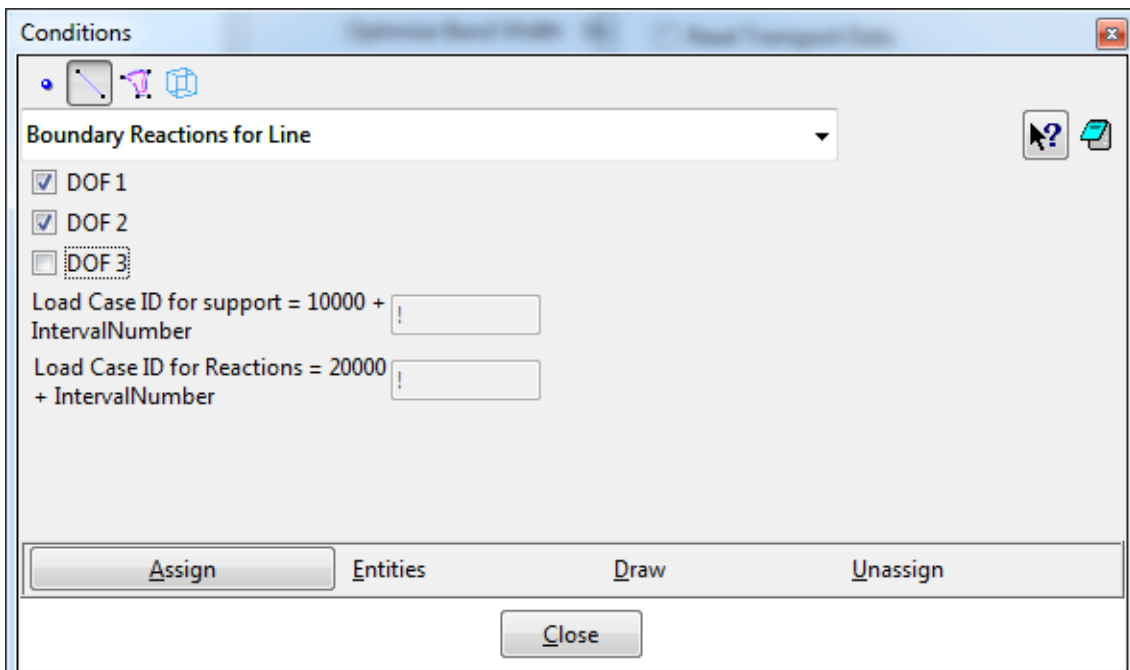 Conditions
Boundary Reactions for Line
DOF 1
DOF 2
DOF 3
Load Case ID for support = 10000 +
IntervalNumber
!
Load Case ID for Reactions = 20000
+ IntervalNumber
!
Assign Entities Draw Unassign
Close